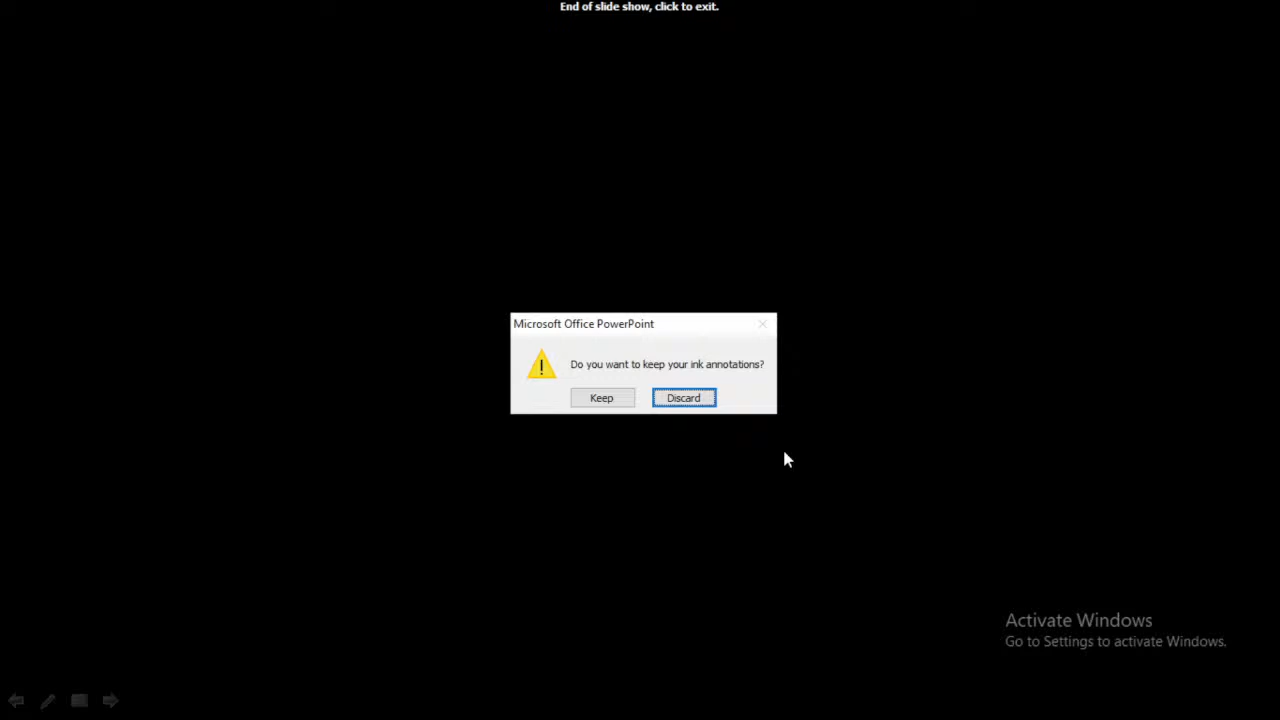 End of slide show, click to exit.
Microsoft Office PowerPoint
Do you want to keep your ink annotations?
Keep
Discard
Activate Windows
Go to Settings to activate Windows.